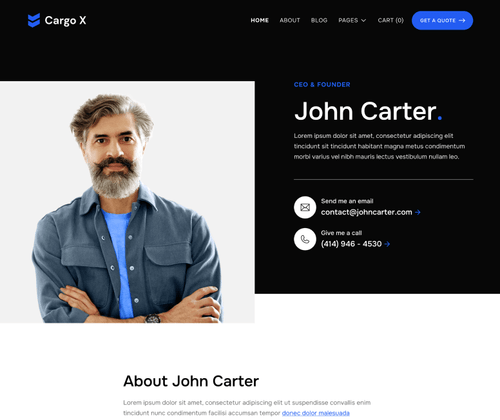 Cargo X
HOME ABOUT BLOG PAGES CART (0) GET A QUOTE
CEO & FOUNDER
John Carter.
Lorem ipsum dolor sit amet, consectetur adipiscing elit
tincidunt sit tincidunt habitant magna metus condimentum
morbi varius vel nibh mauris lectus vestibulum nullam leo.
Send me an email
contact@johncarter.com
Give me a call
(414) 946 - 4530
About John Carter
Lorem ipsum dolor sit amet, consectetur adipiscing elit ut suspendisse convallis enim
tincidunt nunc condimentum facilisi accumsan tempor donec dolor malesuada